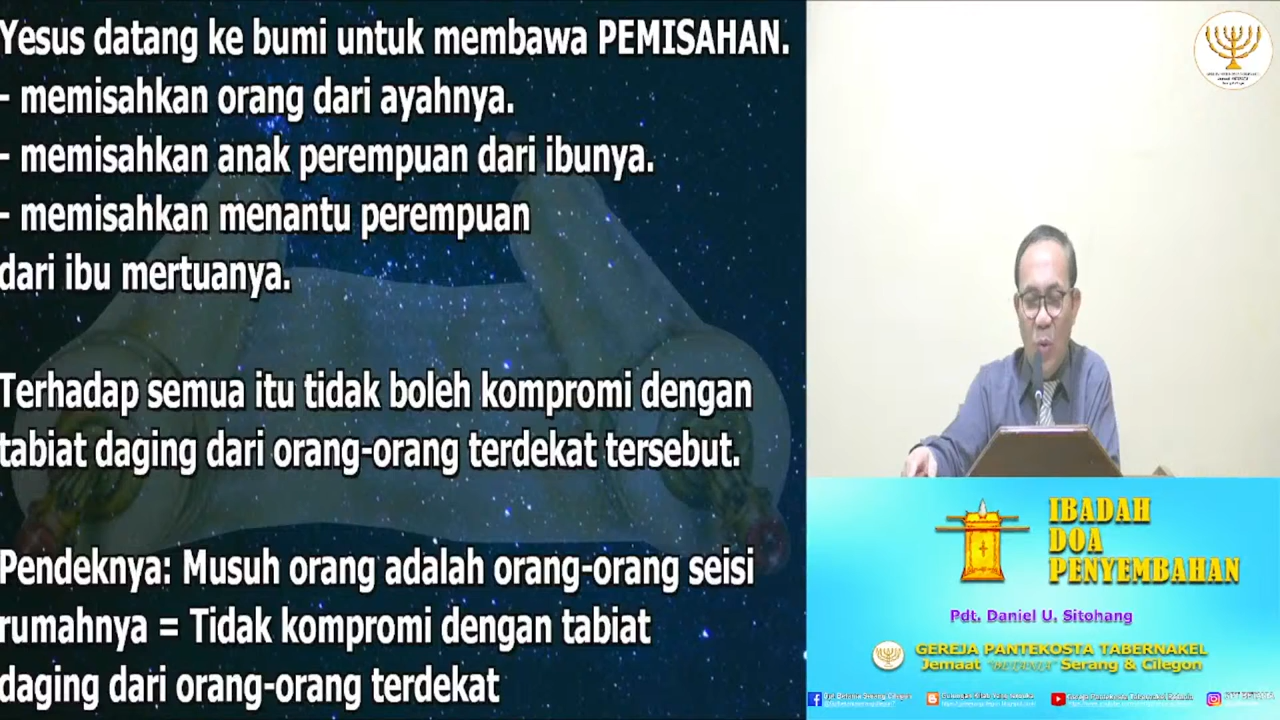 Yesus datang ke bumi untuk membawa PEMISAHAN.
- memisahkan orang dari ayahnya.
- memisahkan anak perempuan dari ibunya.
- memisahkan menantu perempuan
dari ibu mertuanya.
Terhadap semua itu tidak boleh kompromi dengan
tabiat daging dari orang-orang terdekat tersebut.
Pendeknya: Musuh orang adalah orang-orang seisi
rumahnya = Tidak kompromi dengan tabiat
daging dari orang-orang terdekat
IBADAH
DOA
PENYEMBAHAN
Pdt. Daniel U. Sitohang
GEREJA PANTEKOSTA TABERNAKEL
Jemaat "BETANIA" Serang & Cilegon